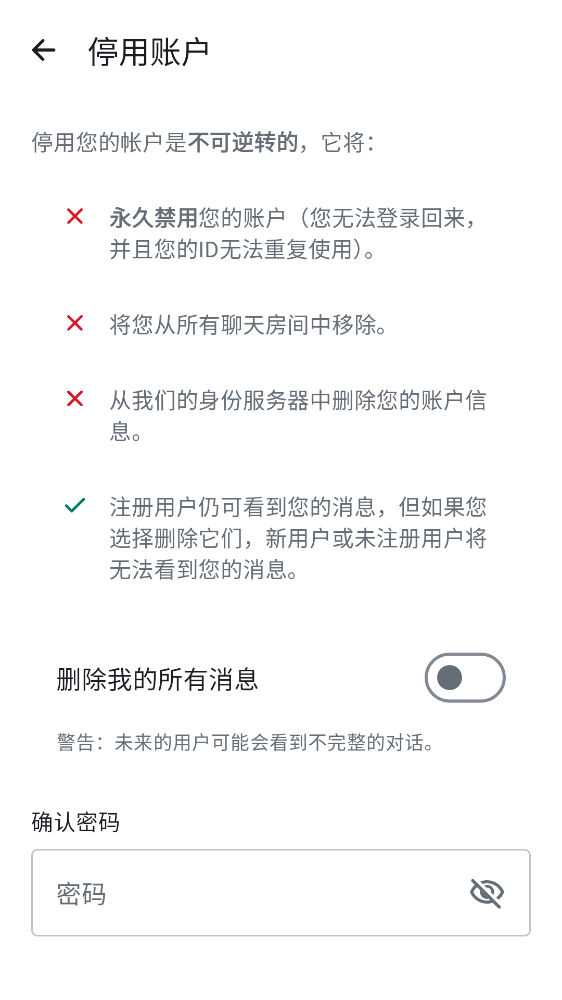 停用账户
停用您的帐户是不可逆转的，它将：
永久禁用您的账户（您无法登录回来，
并且您的ID无法重复使用）。
将您从所有聊天房间中移除。
从我们的身份服务器中删除您的账户信
息。
注册用户仍可看到您的消息，但如果您
选择删除它们，新用户或未注册用户将
无法看到您的消息。
删除我的所有消息
警告：未来的用户可能会看到不完整的对话。
确认密码
密码